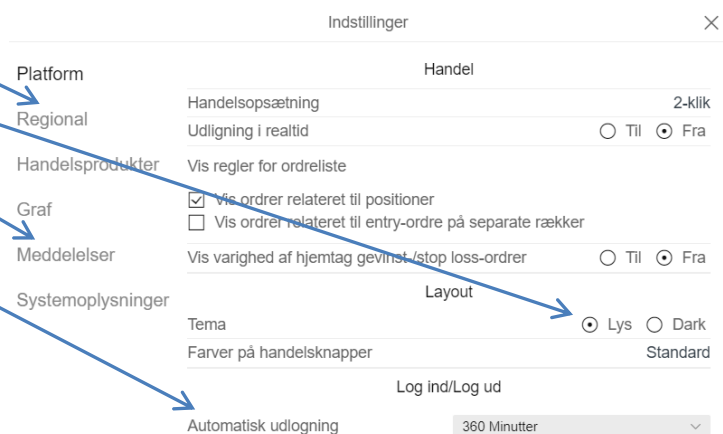 Indstillinger
Platform
Regional
Handelsprodukter
Graf
Meddelelser
Systemoplysninger
Handel
Handelsopsætning 2-klik
Udligning i realtid Til Fra
Vis regler for ordreliste
Vis ordrer relateret til positioner
Vis ordrer relateret til entry-ordre på separate rækker
Vis varighed af hjemtag gevinst-/stop loss-ordrer Til Fra
Layout
Tema Lys Dark
Farver på handelsknapper Standard
Log ind/Log ud
Automatisk udlogning 360 Minutter